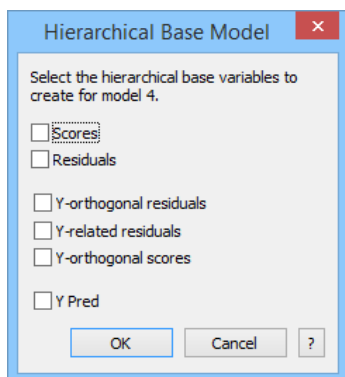 Hierarchical Base Model
Select the hierarchical base variables to
create for model 4.
Scores
Residuals
Y-orthogonal residuals
Y-related residuals
Y-orthogonal scores
Y Pred
OK Cancel ?